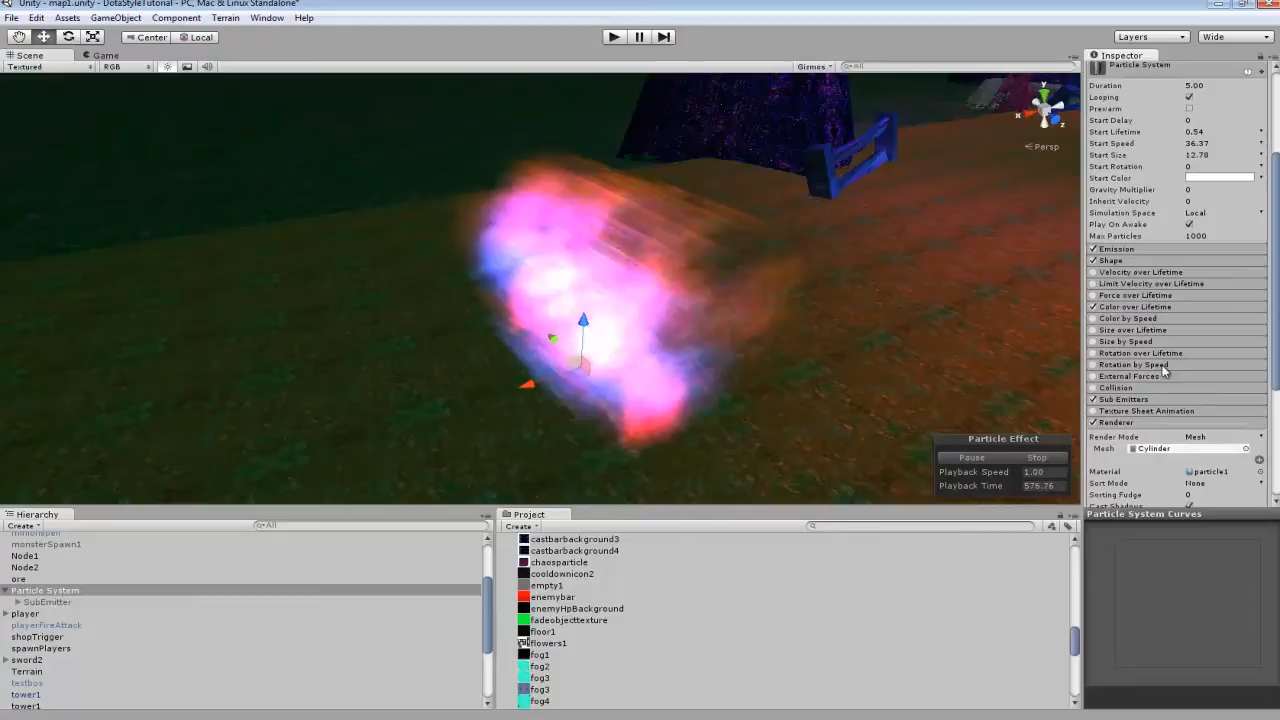 Unity - map1.unity - DotaStyleTutorial - PC, Mac & Linux Standalone*
File Edit Assets GameObject Component Terrain Window Help
Center Local Layers Wide
Scene Game
Textured RGB Gizmos All
y
x
z
Persp
Particle Effect
Pause Stop
Playback Speed 1.00
Playback Time 576.76
Inspector
Particle System
Duration 5.00
Looping
Prewarm
Start Delay 0
Start Lifetime 0.54
Start Speed 36.37
Start Size 12.78
Start Rotation 0
Start Color
Gravity Multiplier 0
Inherit Velocity 0
Simulation Space Local
Play On Awake
Max Particles 1000
Emission
Shape
Velocity over Lifetime
Limit Velocity over Lifetime
Force over Lifetime
Color over Lifetime
Color by Speed
Size over Lifetime
Size by Speed
Rotation over Lifetime
Rotation by Speed
External Forces
Collision
Sub Emitters
Texture Sheet Animation
Renderer
Render Mode Mesh
Mesh Cylinder
Material particle1
Sort Mode None
Sorting Fudge 0
Cast Shadows
Particle System Curves
Hierarchy
Create All
monsterSpawn1
Node1
Node2
ore
Particle System
SubEmitter
player
playerFireAttack
shopTrigger
spawnPlayers
sword2
Terrain
testbox
tower1
tower1
Project
Create
castbarbackground3
castbarbackground4
chaosparticle
cooldownicon2
empty1
enemybar
enemyHpBackground
fadeobjecttexture
floor1
flowers1
fog1
fog2
fog3
fog3
fog4